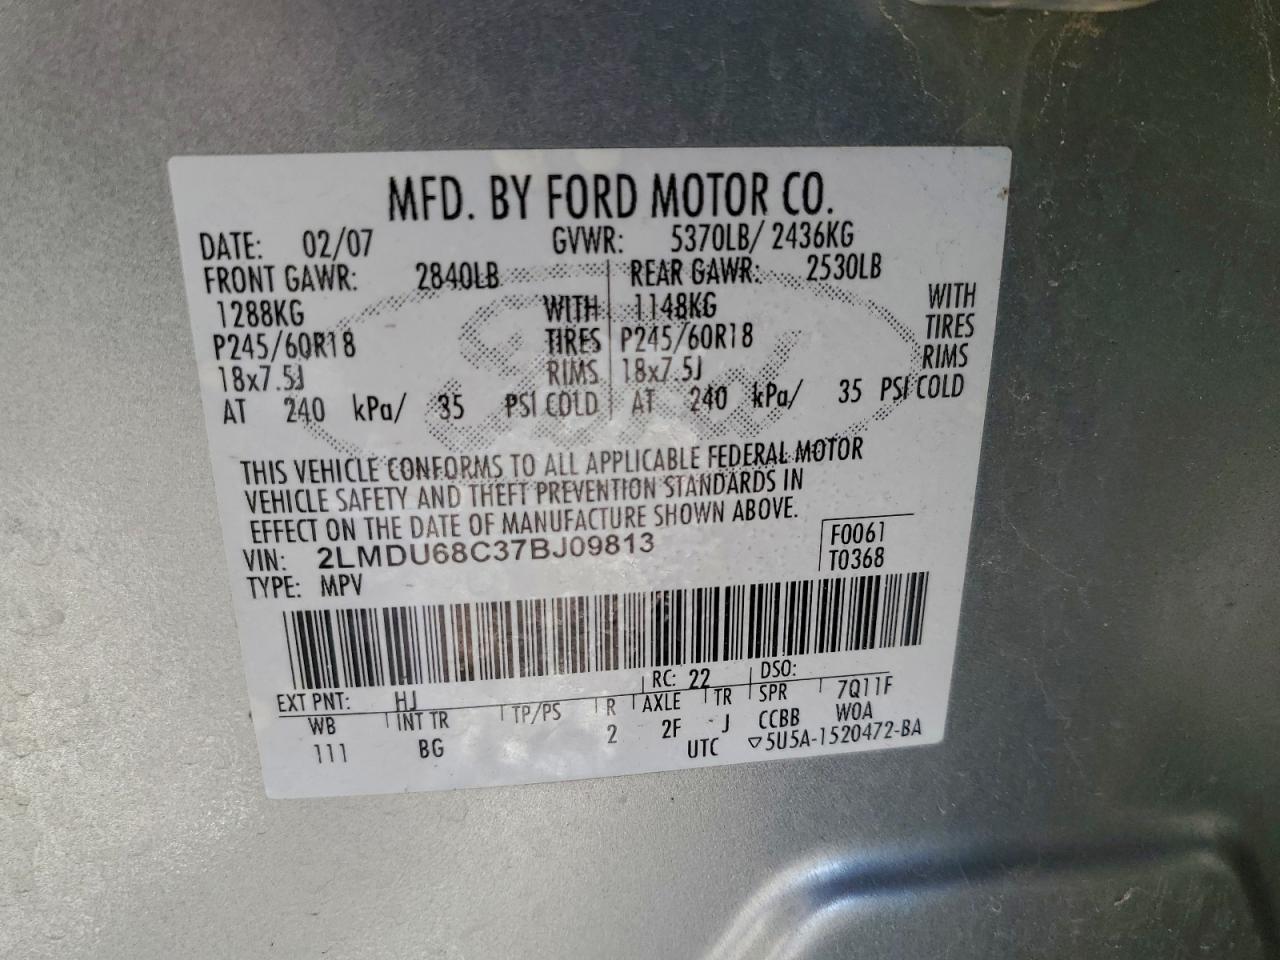 MFD. BY FORD MOTOR CO.
DATE: 02/07 GVWR: 5370LB/ 2436KG
FRONT GAWR: 2840LB REAR GAWR: 2530LB
1288KG WITH 1148KG WITH
P245/60R18 TIRES P245/60R18 TIRES
18x7.5J RIMS 18x7.5J RIMS
AT 240 kPa/ 35 PSI COLD AT 240 kPa/ 35 PSI COLD
THIS VEHICLE CONFORMS TO ALL APPLICABLE FEDERAL MOTOR
VEHICLE SAFETY AND THEFT PREVENTION STANDARDS IN
EFFECT ON THE DATE OF MANUFACTURE SHOWN ABOVE.
VIN: 2LMDU68C37BJ09813 F0061
TYPE: MPV T0368
EXT PNT: HJ RC: 22 DSO:
WB INT TR TP/PS R AXLE TR SPR 7Q11F
111 BG 2 2F J CCBB W0A
UTC ▽5U5A-1520472-BA